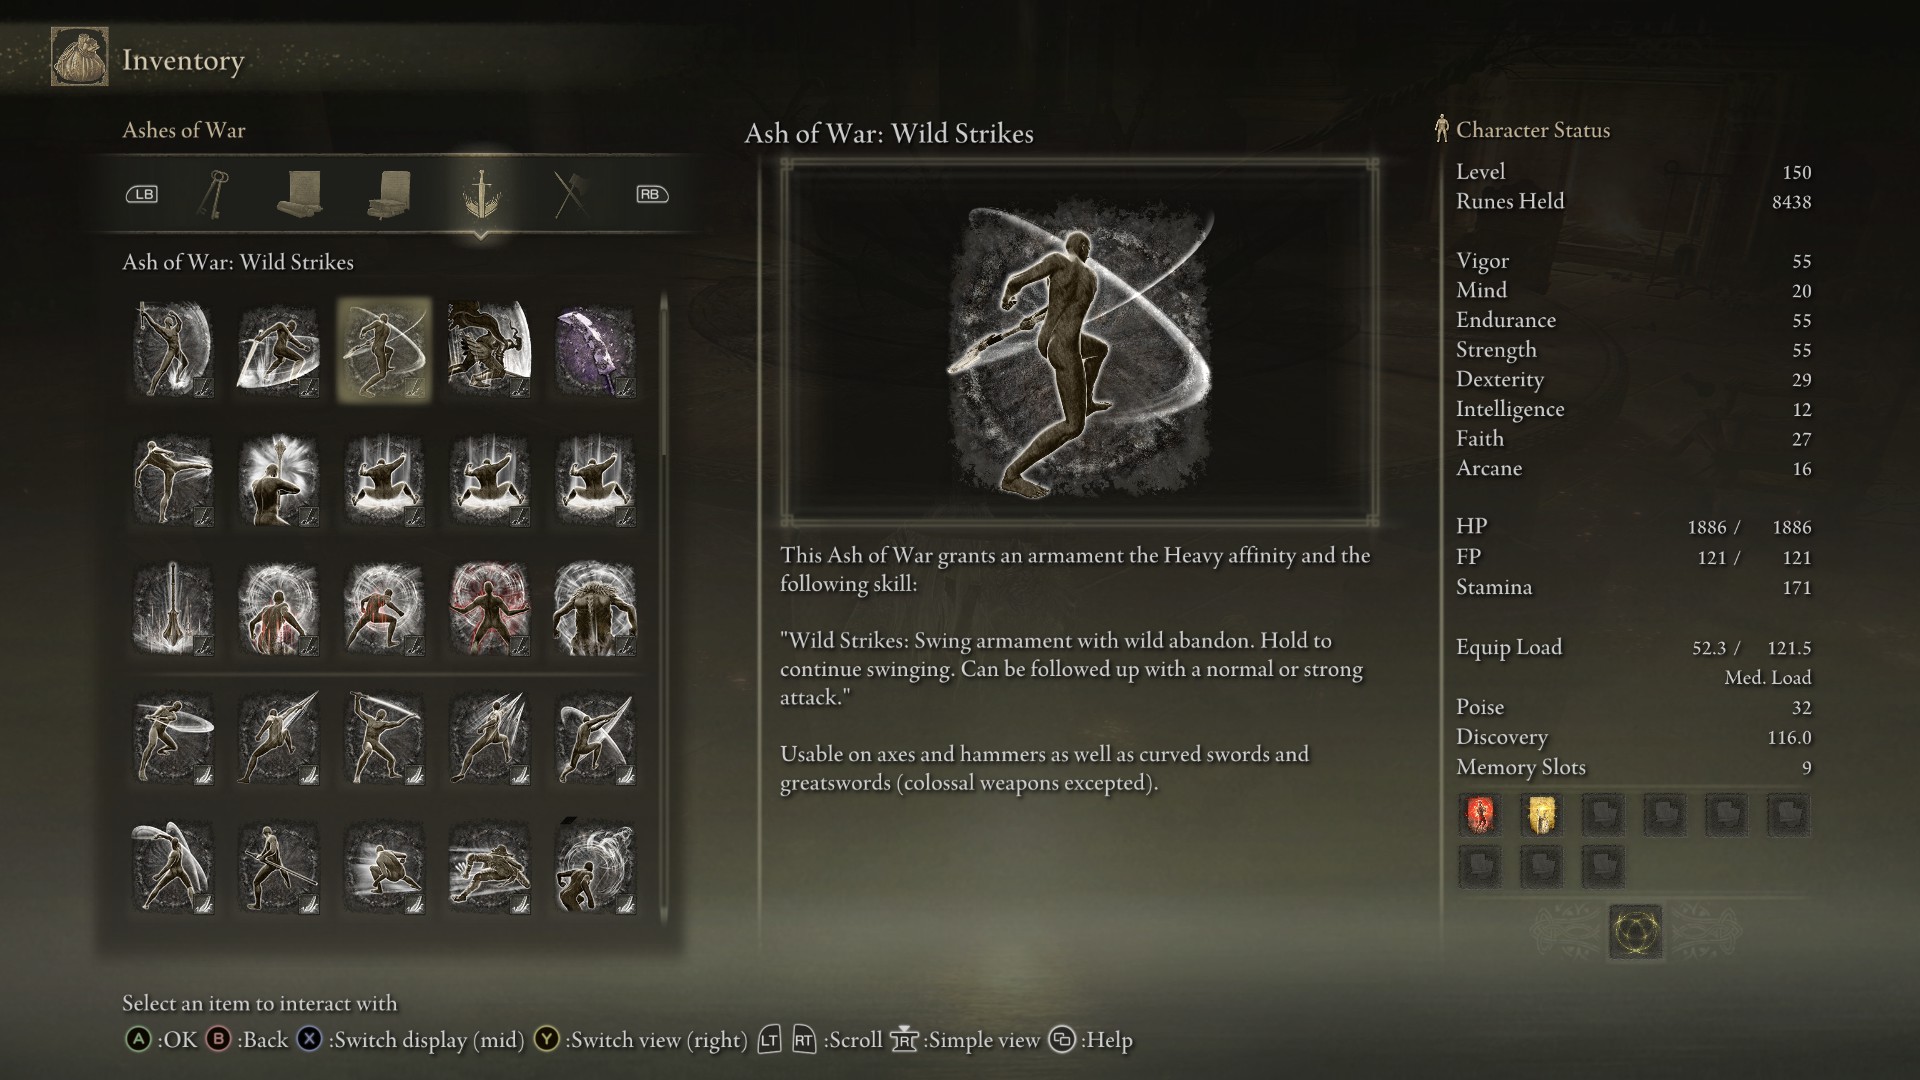 Inventory
Ashes of War
LB
RB
Ash of War: Wild Strikes
Ash of War: Wild Strikes
This Ash of War grants an armament the Heavy affinity and the
following skill:
"Wild Strikes: Swing armament with wild abandon. Hold to
continue swinging. Can be followed up with a normal or strong
attack."
Usable on axes and hammers as well as curved swords and
greatswords (colossal weapons excepted).
Character Status
Level 150
Runes Held 8438
Vigor 55
Mind 20
Endurance 55
Strength 55
Dexterity 29
Intelligence 12
Faith 27
Arcane 16
HP 1886 / 1886
FP 121 / 121
Stamina 171
Equip Load 52.3 / 121.5
Med. Load
Poise 32
Discovery 116.0
Memory Slots 9
Select an item to interact with
A :OK B :Back X :Switch display (mid) Y :Switch view (right) LT RT :Scroll R :Simple view :Help